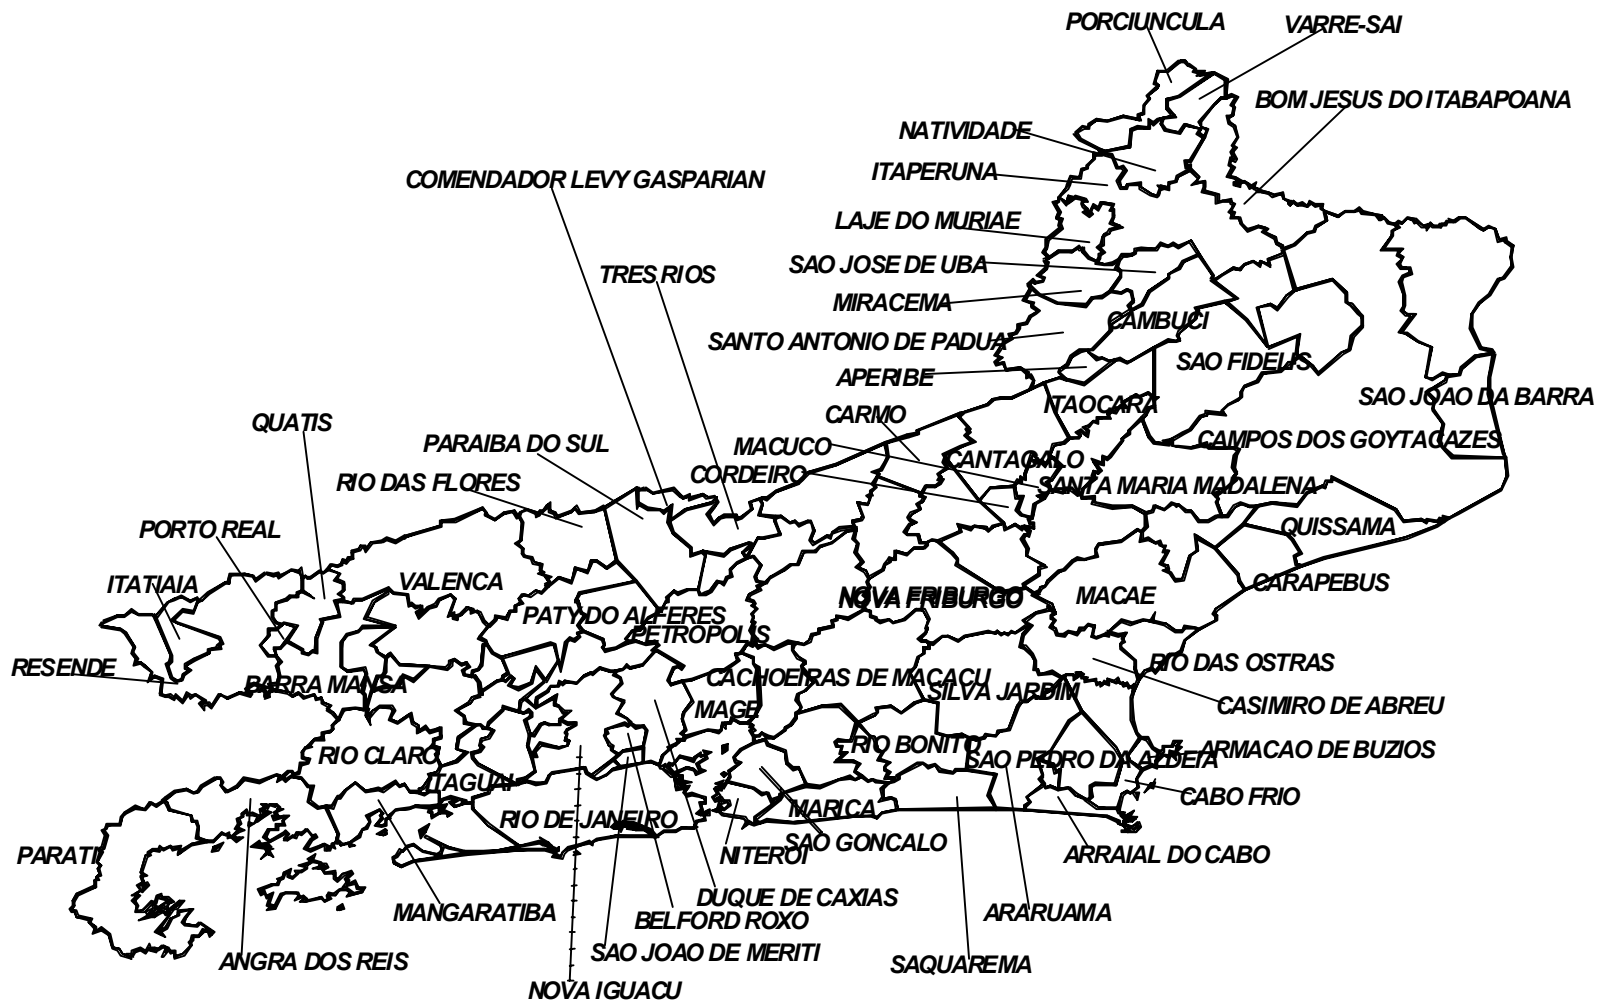 PORCIUNCULA
VARRE-SAI
BOM JESUS DO ITABAPOANA
NATIVIDADE
ITAPERUNA
COMENDADOR LEVY GASPARIAN
LAJE DO MURIAE
SAO JOSE DE UBA
TRES RIOS
MIRACEMA
CAMBUCI
SANTO ANTONIO DE PADUA
SAO FIDELIS
APERIBE
SAO JOAO DA BARRA
ITAOCARA
CARMO
QUATIS
PARAIBA DO SUL
MACUCO
CAMPOS DOS GOYTACAZES
CANTAGALO
CORDEIRO
RIO DAS FLORES
SANTA MARIA MADALENA
PORTO REAL
QUISSAMA
ITATIAIA
VALENCA
CARAPEBUS
NOVA FRIBURGO
NOVA FRIBURGO
MACAE
PATY DO ALFERES
PETROPOLIS
RESENDE
RIO DAS OSTRAS
BARRA MANSA
CACHOEIRAS DE MACACU
SILVA JARDIM
MAGE
CASIMIRO DE ABREU
RIO CLARO
RIO BONITO
ARMACAO DE BUZIOS
SAO PEDRO DA ALDEIA
ITAGUAI
CABO FRIO
MARICA
RIO DE JANEIRO
SAO GONCALO
PARATI
NITEROI
ARRAIAL DO CABO
DUQUE DE CAXIAS
MANGARATIBA
BELFORD ROXO
ARARUAMA
SAO JOAO DE MERITI
ANGRA DOS REIS
SAQUAREMA
NOVA IGUACU